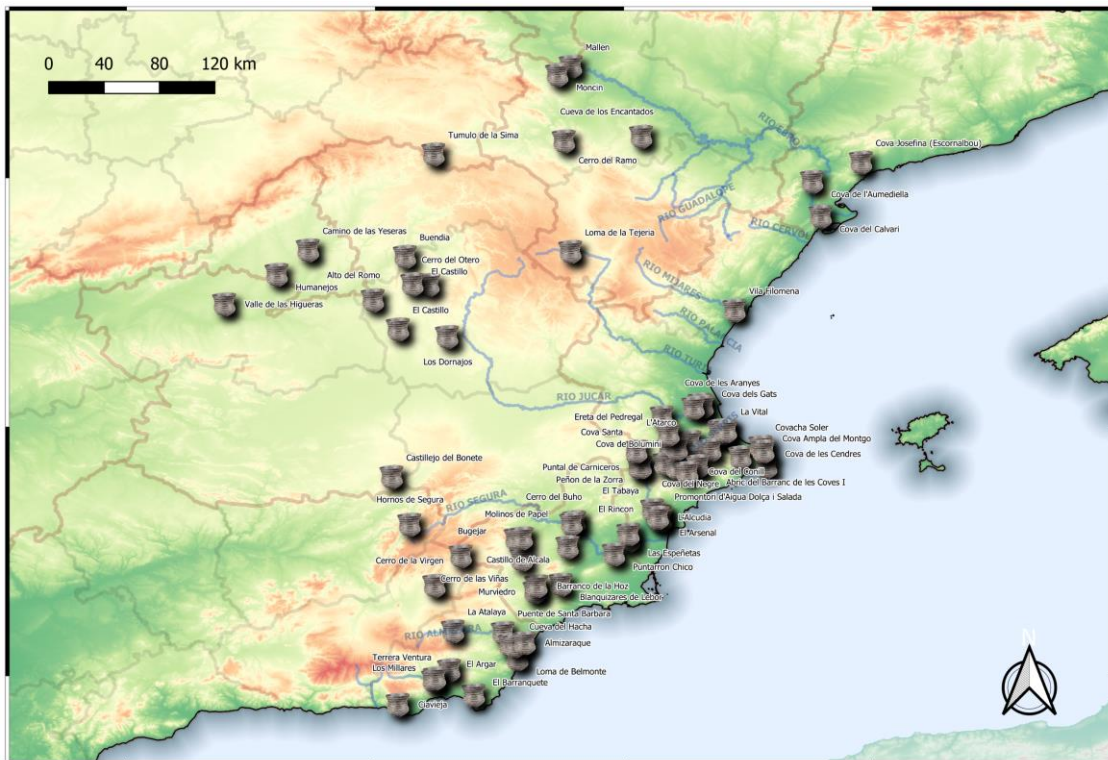 0 40 80 120 km
Mallen
Moncin
Cueva de los Encantados
Tumulo de la Sima
Cerro del Ramo
RIO EBRO
Cova Josefina (Escornalbou)
Cova de l'Aumediella
RIO GUADALOPE
RIO CERVOL
Cova del Calvari
Camino de las Yeseras
Buendia
Loma de la Tejeria
Cerro del Otero
El Castillo
Alto del Romo
Humanejos
RIO MIJARES
Vila Filomena
Valle de las Higueras
El Castillo
RIO PALANCIA
RIO TURIA
Los Dornajos
Cova de les Aranyes
Cova dels Gats
RIO JUCAR
Ereta del Pedregal
La Vital
L'Atarco
Covacha Soler
Cova Santa
Cova Ampla del Montgo
Cova de Bolumini
Cova de les Cendres
Castillejo del Bonete
Puntal de Carniceros
Cova del Conill
Peñon de la Zorra
Cova del Negre
Abric del Barranc de les Coves I
El Tabaya
Hornos de Segura
RIO SEGURA
Cerro del Buho
Promontori d'Aigua Dolça i Salada
Molinos de Papel
El Rincon
L'Alcudia
Bugejar
El Arsenal
Las Espeñetas
Cerro de la Virgen
Castillo de Alcala
Puntarron Chico
Cerro de las Viñas
Barranco de la Hoz
Murviedro
Blanquizares de Lebor
La Atalaya
Puente de Santa Barbara
Cueva del Hacha
Almizaraque
Terrera Ventura
El Argar
Los Millares
Loma de Belmonte
El Barranquete
Ciavieja
N